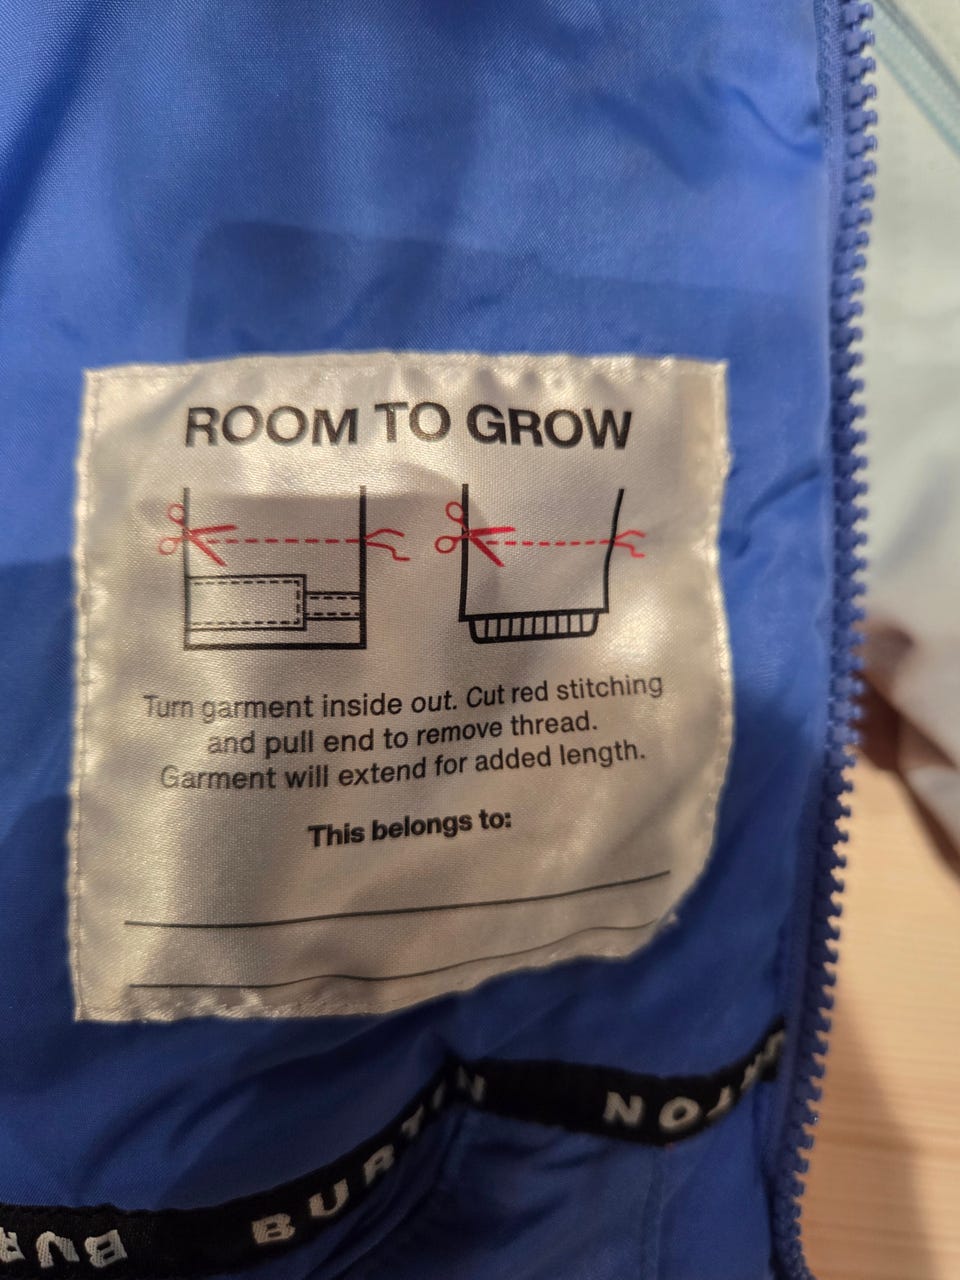 ROOM TO GROW
Turn garment inside out. Cut red stitching
and pull end to remove thread.
Garment will extend for added length.
This belongs to:
BURTON